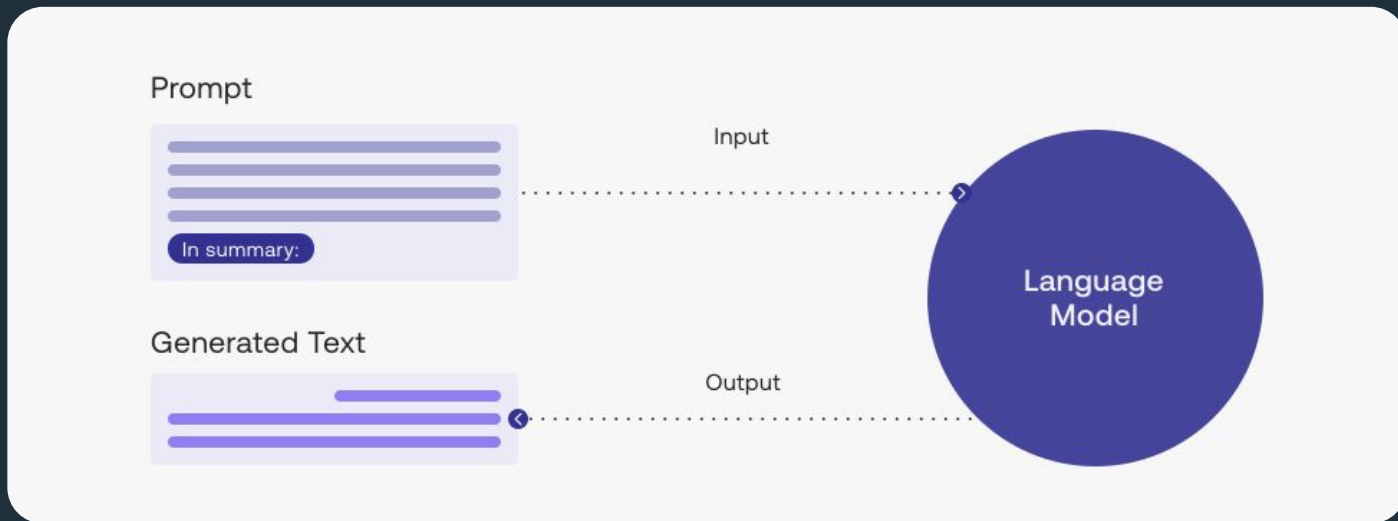 Prompt
Input
In summary:
Language
Model
Generated Text
Output